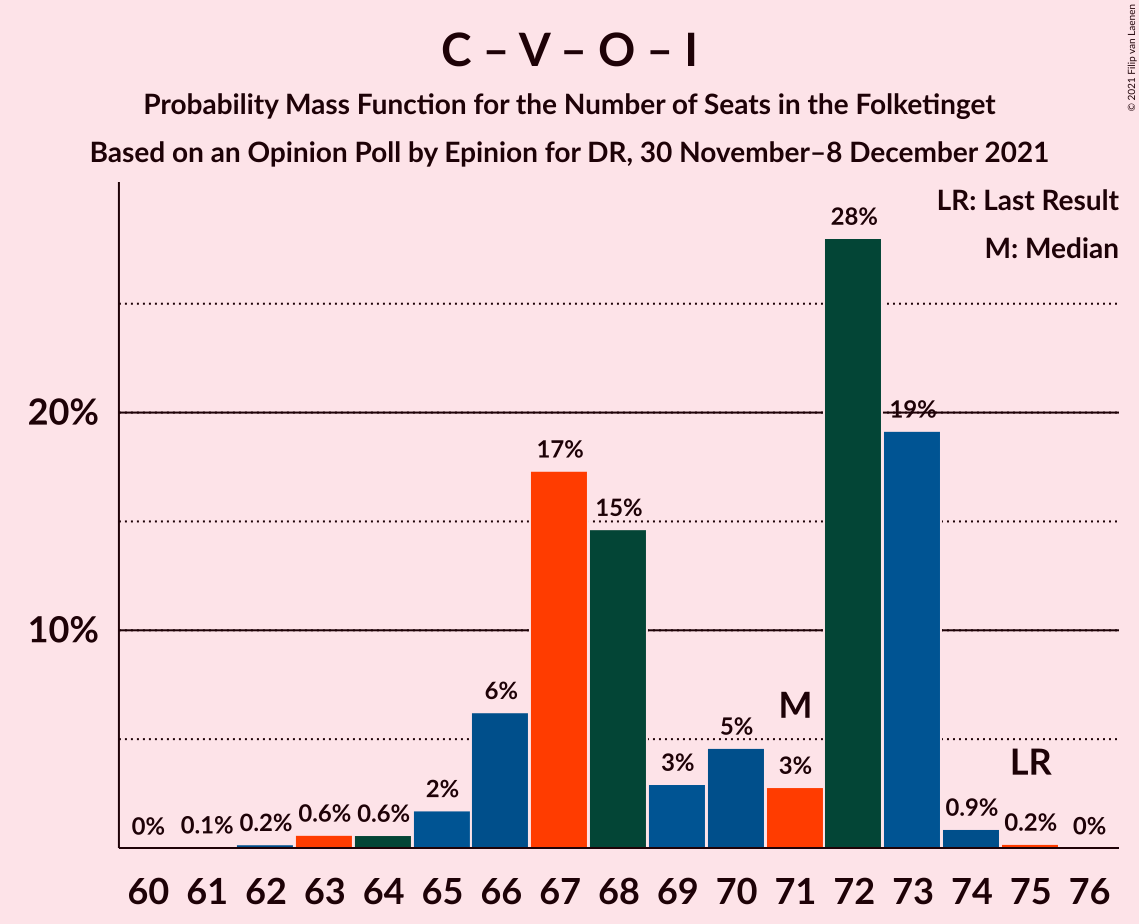 C – V – O – I
Probability Mass Function for the Number of Seats in the Folketinget
Based on an Opinion Poll by Epinion for DR, 30 November–8 December 2021
© 2021 Filip van Laenen
LR: Last Result
M: Median
28%
20%
19%
17%
15%
10%
M
6%
5%
LR
3%
3%
2%
0%
0.1%
0.2%
0.6%
0.6%
0.9%
0.2%
0%
60 61 62 63 64 65 66 67 68 69 70 71 72 73 74 75 76